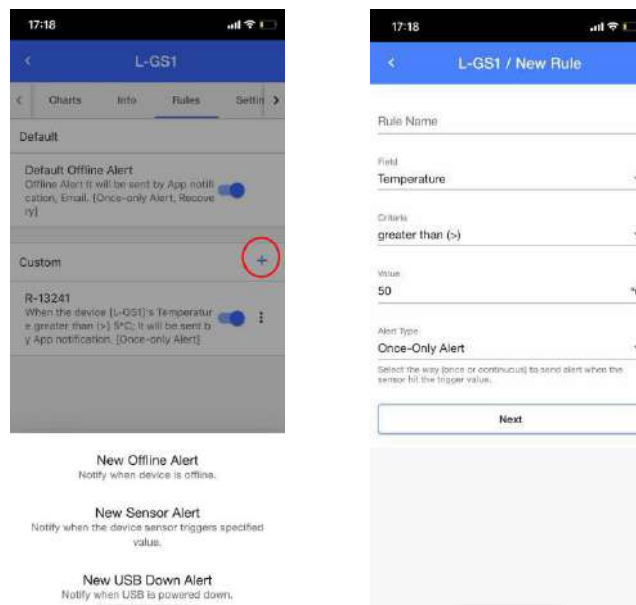 17:18
L-GS1
Charts Info Rules Settin
Default
Default Offline Alert
Offline Alert It will be sent by App notifi
cation, Email. [Once-only Alert, Recove
ry]
Custom
+
R-13241
When the device [L-GS1]'s Temperatur
e greater than (>) 5°C; It will be sent b
y App notification. [Once-only Alert]
New Offline Alert
Notify when device is offline.
New Sensor Alert
Notify when the device sensor triggers specified
value.
New USB Down Alert
Notify when USB is powered down.
17:18
L-GS1 / New Rule
Rule Name
Field
Temperature
Criteria
greater than (>)
Value
50
Alert Type
Once-Only Alert
Select the way (once or continuous) to send alert when the
sensor hit the trigger value.
Next